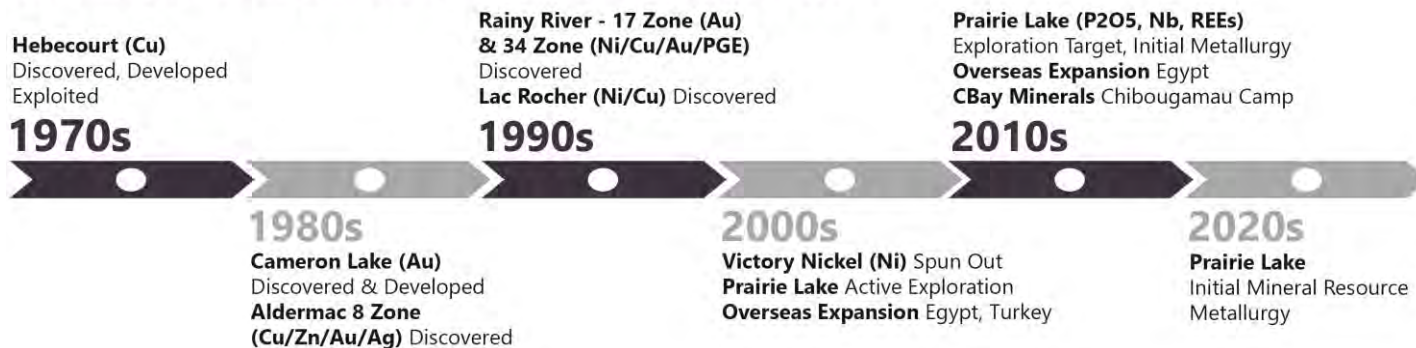 Hebecourt (Cu)
Discovered, Developed
Exploited
1970s
Cameron Lake (Au)
Discovered & Developed
Aldermac 8 Zone
(Cu/Zn/Au/Ag) Discovered
1980s
Rainy River - 17 Zone (Au)
& 34 Zone (Ni/Cu/Au/PGE)
Discovered
Lac Rocher (Ni/Cu) Discovered
1990s
2000s
Victory Nickel (Ni) Spun Out
Prairie Lake Active Exploration
Overseas Expansion Egypt, Turkey
Prairie Lake (P2O5, Nb, REEs)
Exploration Target, Initial Metallurgy
Overseas Expansion Egypt
CBay Minerals Chibougamau Camp
2010s
2020s
Prairie Lake
Initial Mineral Resource
Metallurgy